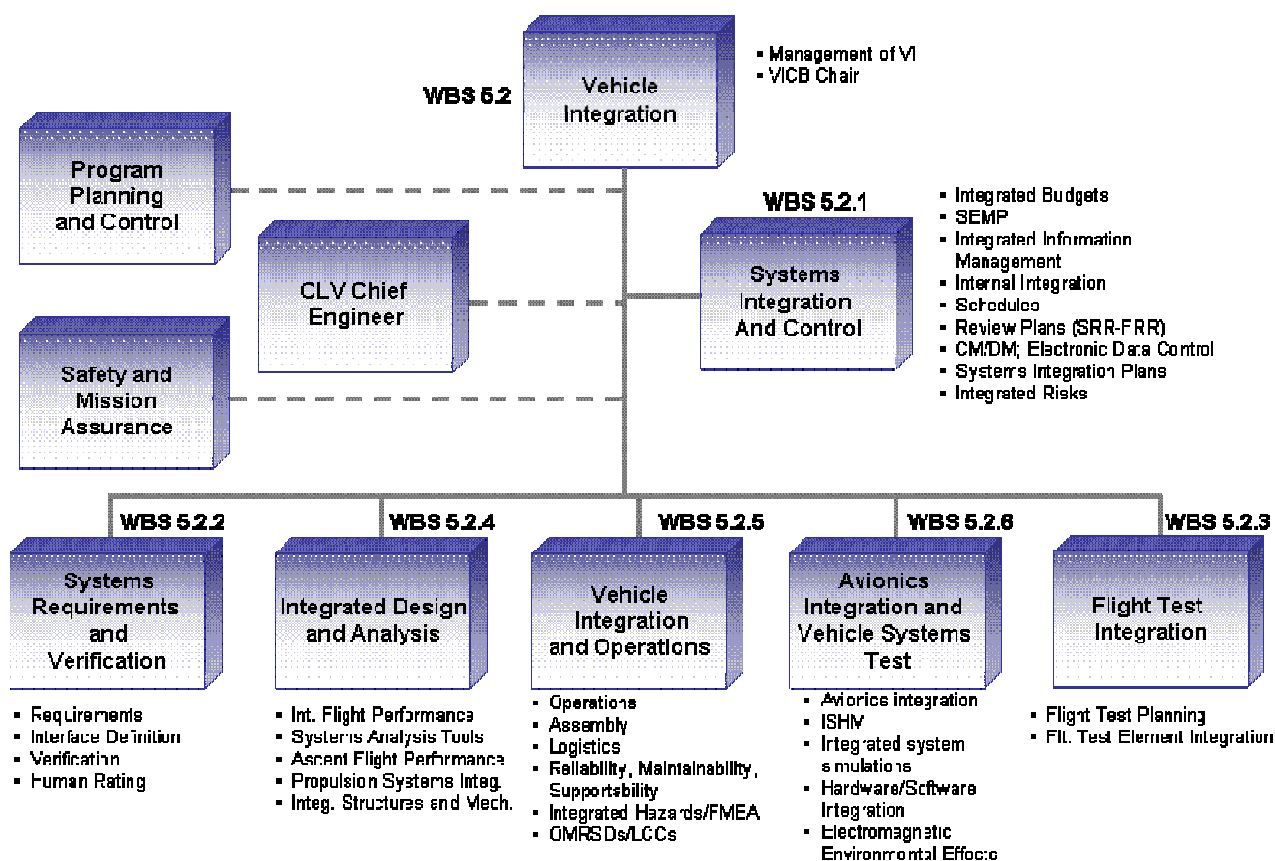 Vehicle
Integration
WBS 5.2
▪ Management of VI
▪ VICB Chair
Program
Planning
and Control
CLV Chief
Engineer
Safety and
Mission
Assurance
WBS 5.2.1
Systems
Integration
And Control
▪ Integrated Budgets
▪ SEMP
▪ Integrated Information
Management
▪ Internal Integration
▪ Schedules
▪ Review Plans (SRR-FRR)
▪ CM/DM; Electronic Data Control
▪ Systems Integration Plans
▪ Integrated Risks
WBS 5.2.2
Systems
Requirements
and
Verification
▪ Requirements
▪ Interface Definition
▪ Verification
▪ Human Rating
WBS 5.2.4
Integrated Design
and Analysis
▪ Int. Flight Performance
▪ Systems Analysis Tools
▪ Ascent Flight Performance
▪ Propulsion Systems Integ.
▪ Integ. Structures and Mech.
WBS 5.2.5
Vehicle
Integration
and Operations
▪ Operations
▪ Assembly
▪ Logistics
▪ Reliability, Maintainability,
Supportability
▪ Integrated Hazards/FMEA
▪ OMRSDs/LCCs
WBS 5.2.6
Avionics
Integration and
Vehicle Systems
Test
▪ Avionics integration
▪ ISHM
▪ Integrated system
simulations
▪ Hardware/Software
Integration
▪ Electromagnetic
Environmental Effects
WBS 5.2.3
Flight Test
Integration
▪ Flight Test Planning
▪ Flt. Test Element Integration